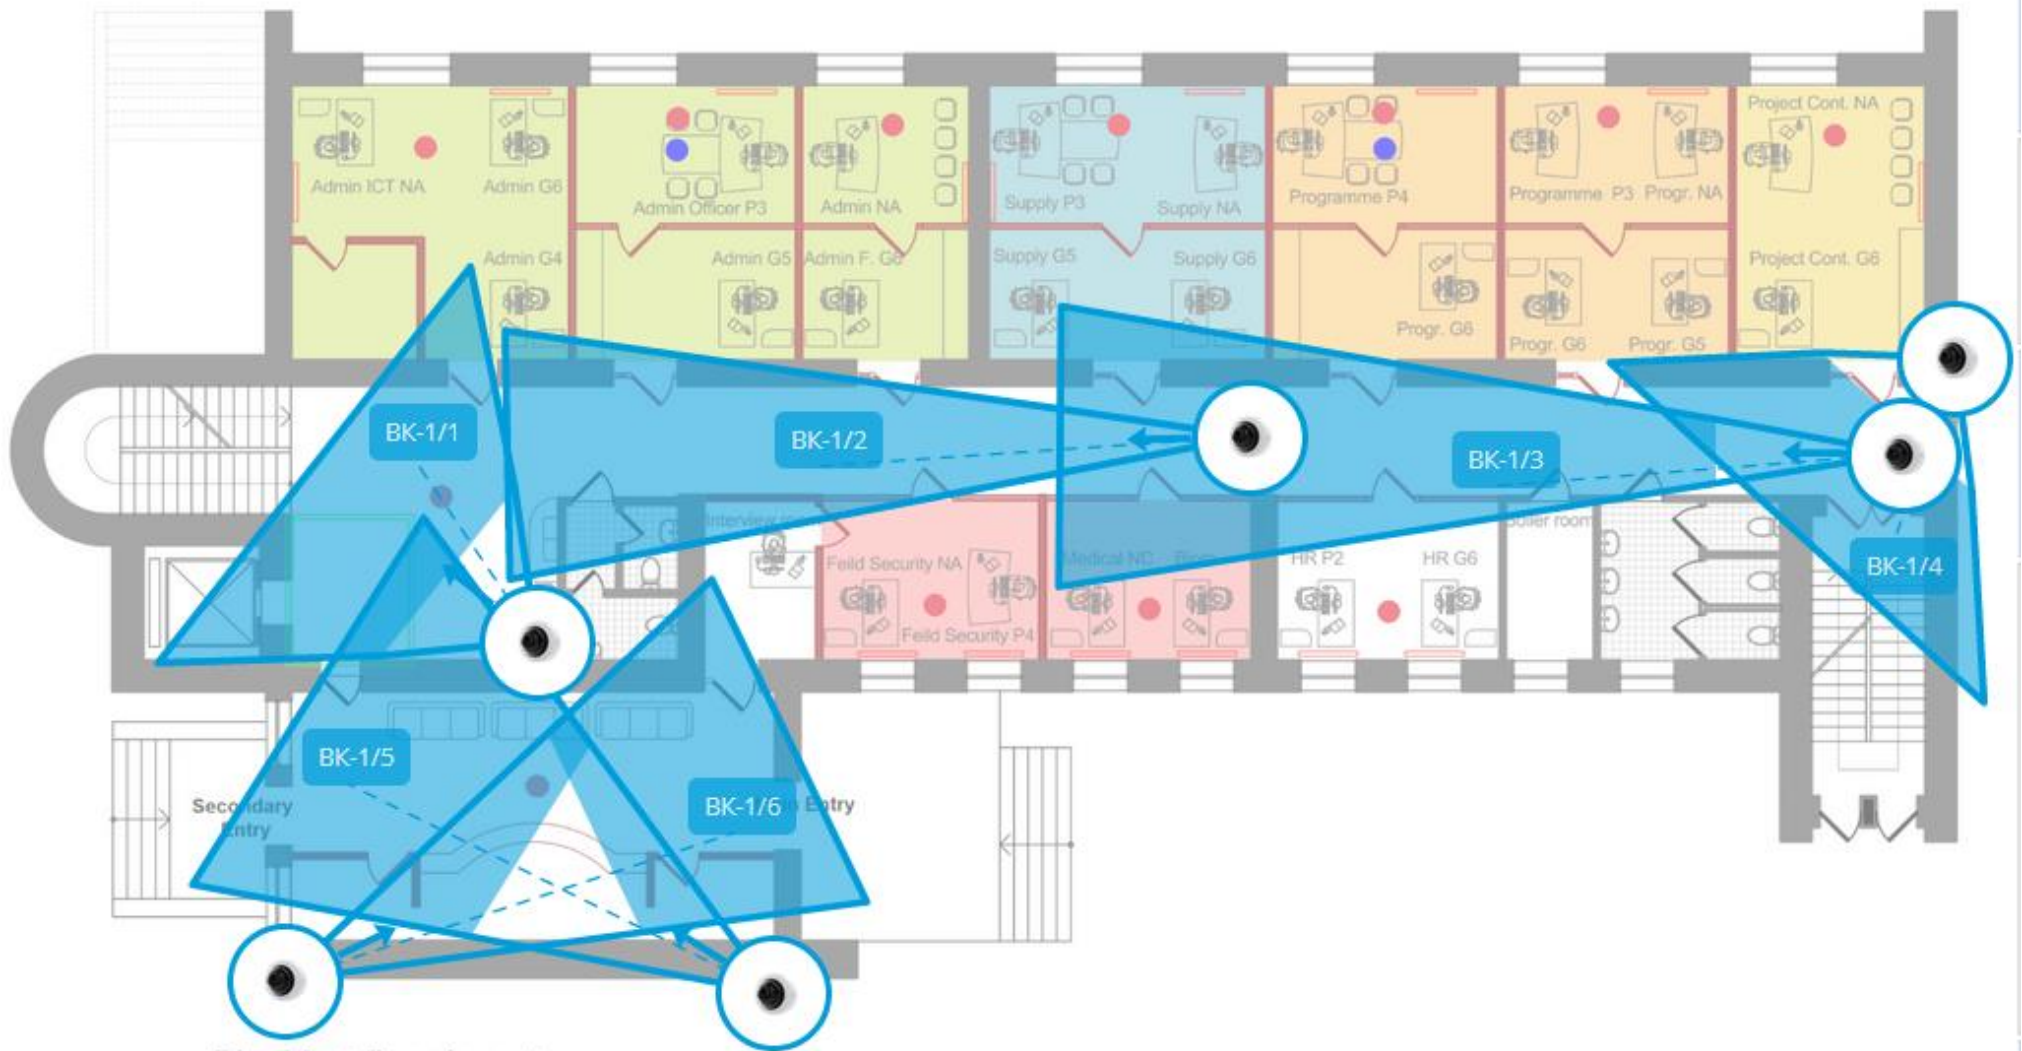 Project Cont. NA
Admin ICT NA
Admin G6
Admin Officer P3
Admin NA
Supply P3
Supply NA
Programme P4
Programme P3
Progr. NA
Admin G4
Admin G5
Admin F. G6
Supply G5
Supply G6
Progr. G6
Progr. G6
Progr. G5
Project Cont. G6
BK-1/1
BK-1/2
BK-1/3
BK-1/4
Interview
Feild Security NA
Feild Security P4
Medical ND
HR P2
HR G6
Boiler room
BK-1/5
BK-1/6
Secondary
Entry
Entry